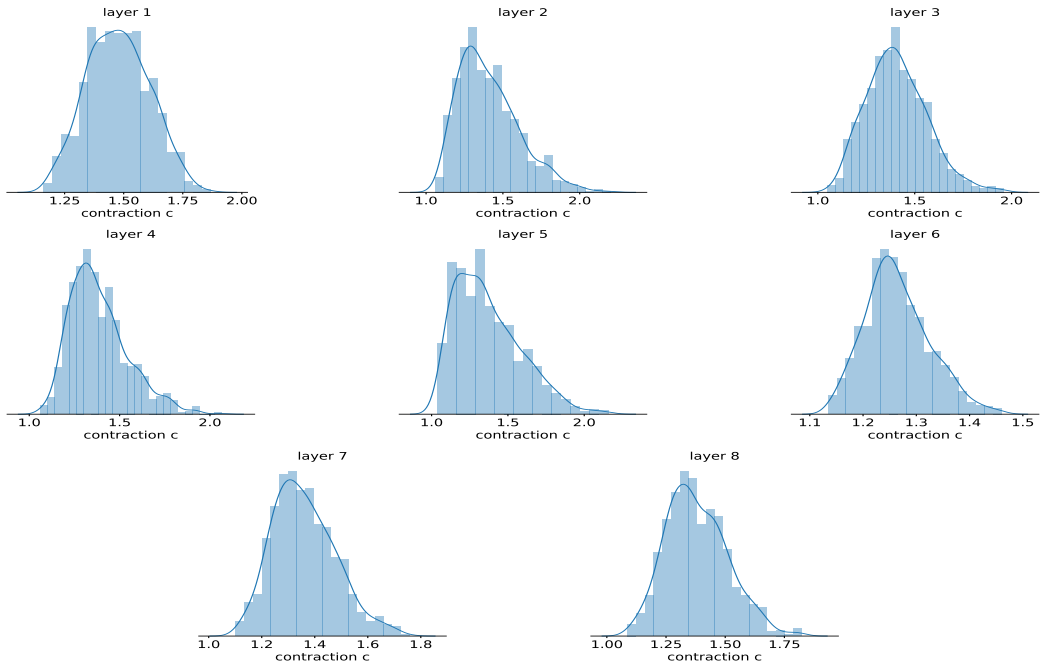 layer 1 layer 2 layer 3
1.25 1.50 1.75 2.00 1.0 1.5 2.0 1.0 1.5 2.0
contraction c contraction c contraction c
layer 4 layer 5 layer 6
1.0 1.5 2.0 1.0 1.5 2.0 1.1 1.2 1.3 1.4 1.5
contraction c contraction c contraction c
layer 7 layer 8
1.0 1.2 1.4 1.6 1.8 1.00 1.25 1.50 1.75
contraction c contraction c